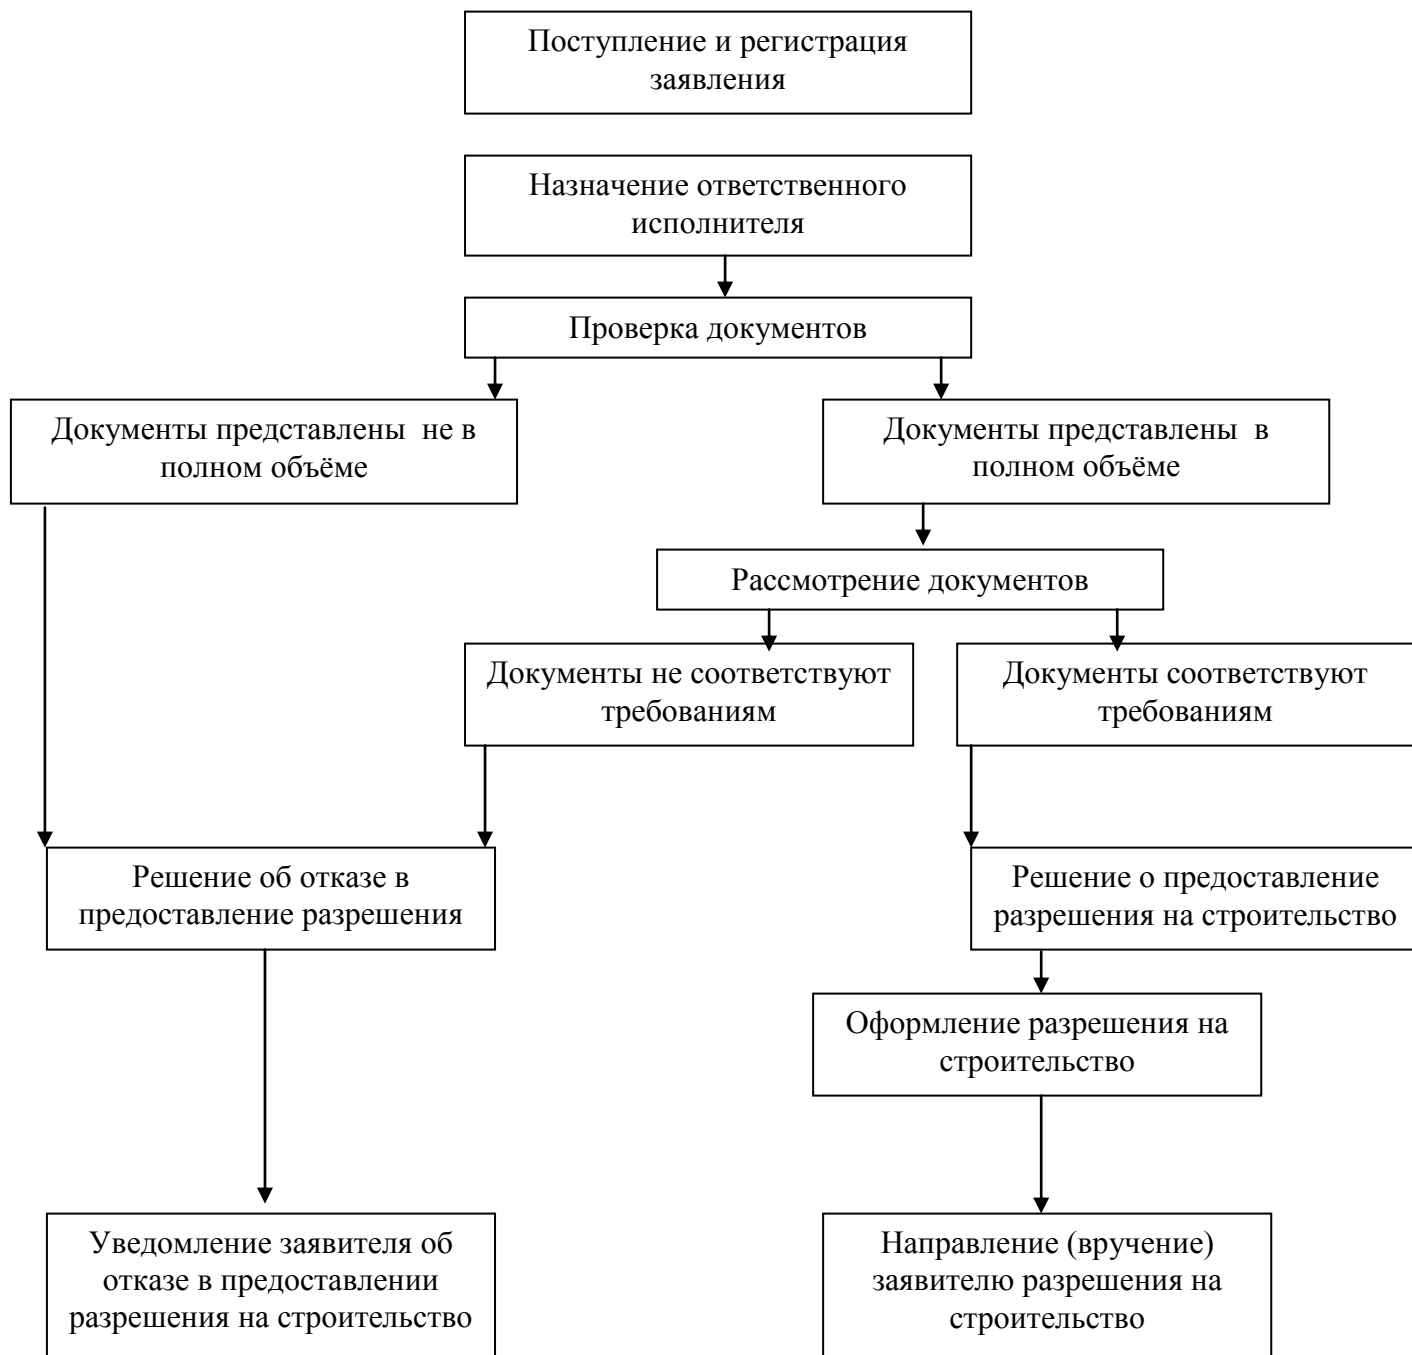 Поступление и регистрация
заявления
Назначение ответственного
исполнителя
Проверка документов
Документы представлены  не в
полном объёме
Документы представлены  в
полном объёме
Рассмотрение документов
Документы не соответствуют
требованиям
Документы соответствуют
требованиям
Решение об отказе в
предоставление разрешения
Решение о предоставление
разрешения на строительство
Оформление разрешения на
строительство
Уведомление заявителя об
отказе в предоставлении
разрешения на строительство
Направление (вручение)
заявителю разрешения на
строительство